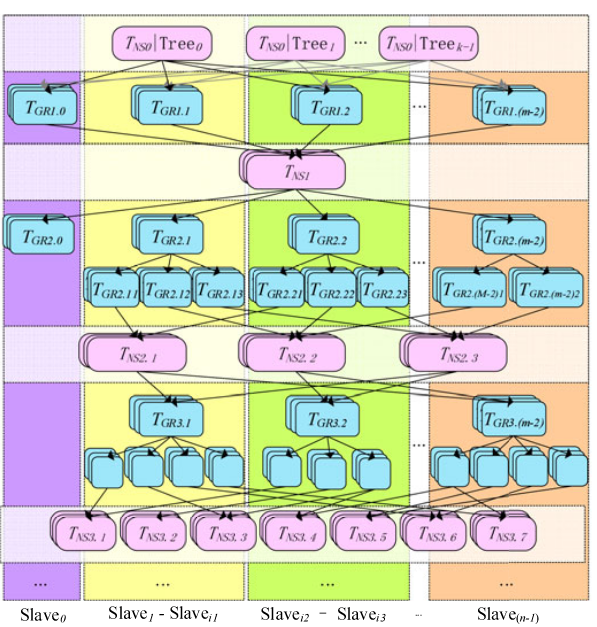 T_NS0|Tree_0 T_NS0|Tree_1 ... T_NS0|Tree_k-1
T_GR1.0 T_GR1.1 T_GR1.2 ... T_GR1.(m-2)
T_NS1
T_GR2.0 T_GR2.1 T_GR2.2 ... T_GR2.(m-2)
T_GR2.11 T_GR2.12 T_GR2.13 T_GR2.21 T_GR2.22 T_GR2.23 T_GR2.(M-2)1 T_GR2.(m-2)2
T_NS2.1 T_NS2.2 T_NS2.3
T_GR3.1 T_GR3.2 ... T_GR3.(m-2)
T_NS3.1 T_NS3.2 T_NS3.3 T_NS3.4 T_NS3.5 T_NS3.6 T_NS3.7
... ... ... ...
Slave_0 Slave_1 - Slave_i1 Slave_i2 - Slave_i3 ... Slave_(n-1)